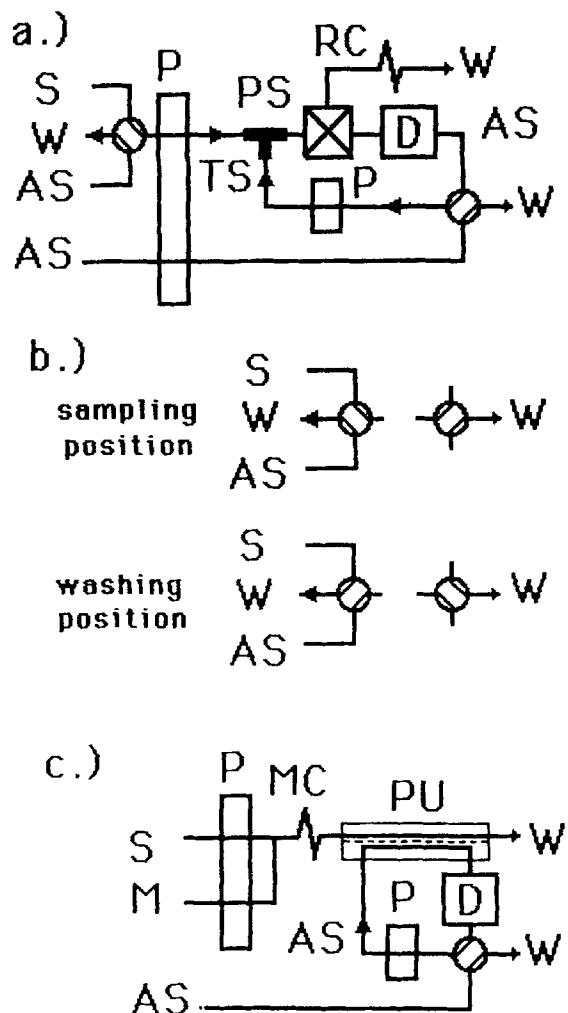 a.)
RC W
S P PS AS
W D
AS TS P W
AS
b.)
S
sampling W W
position
AS
S
washing W W
position
AS
c.)
P MC PU
S W
M P D
AS W
AS